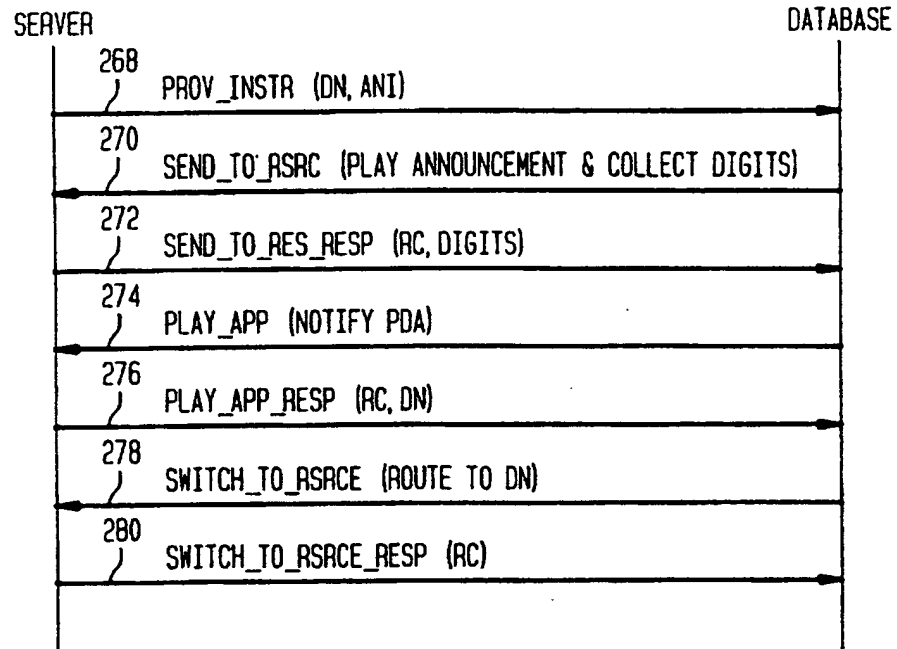 SERVER
DATABASE
268
PROV_INSTR (DN, ANI)
270
SEND_TO_RSRC (PLAY ANNOUNCEMENT & COLLECT DIGITS)
272
SEND_TO_RES_RESP (RC, DIGITS)
274
PLAY_APP (NOTIFY PDA)
276
PLAY_APP_RESP (RC, DN)
278
SWITCH_TO_RSRCE (ROUTE TO DN)
280
SWITCH_TO_RSRCE_RESP (RC)